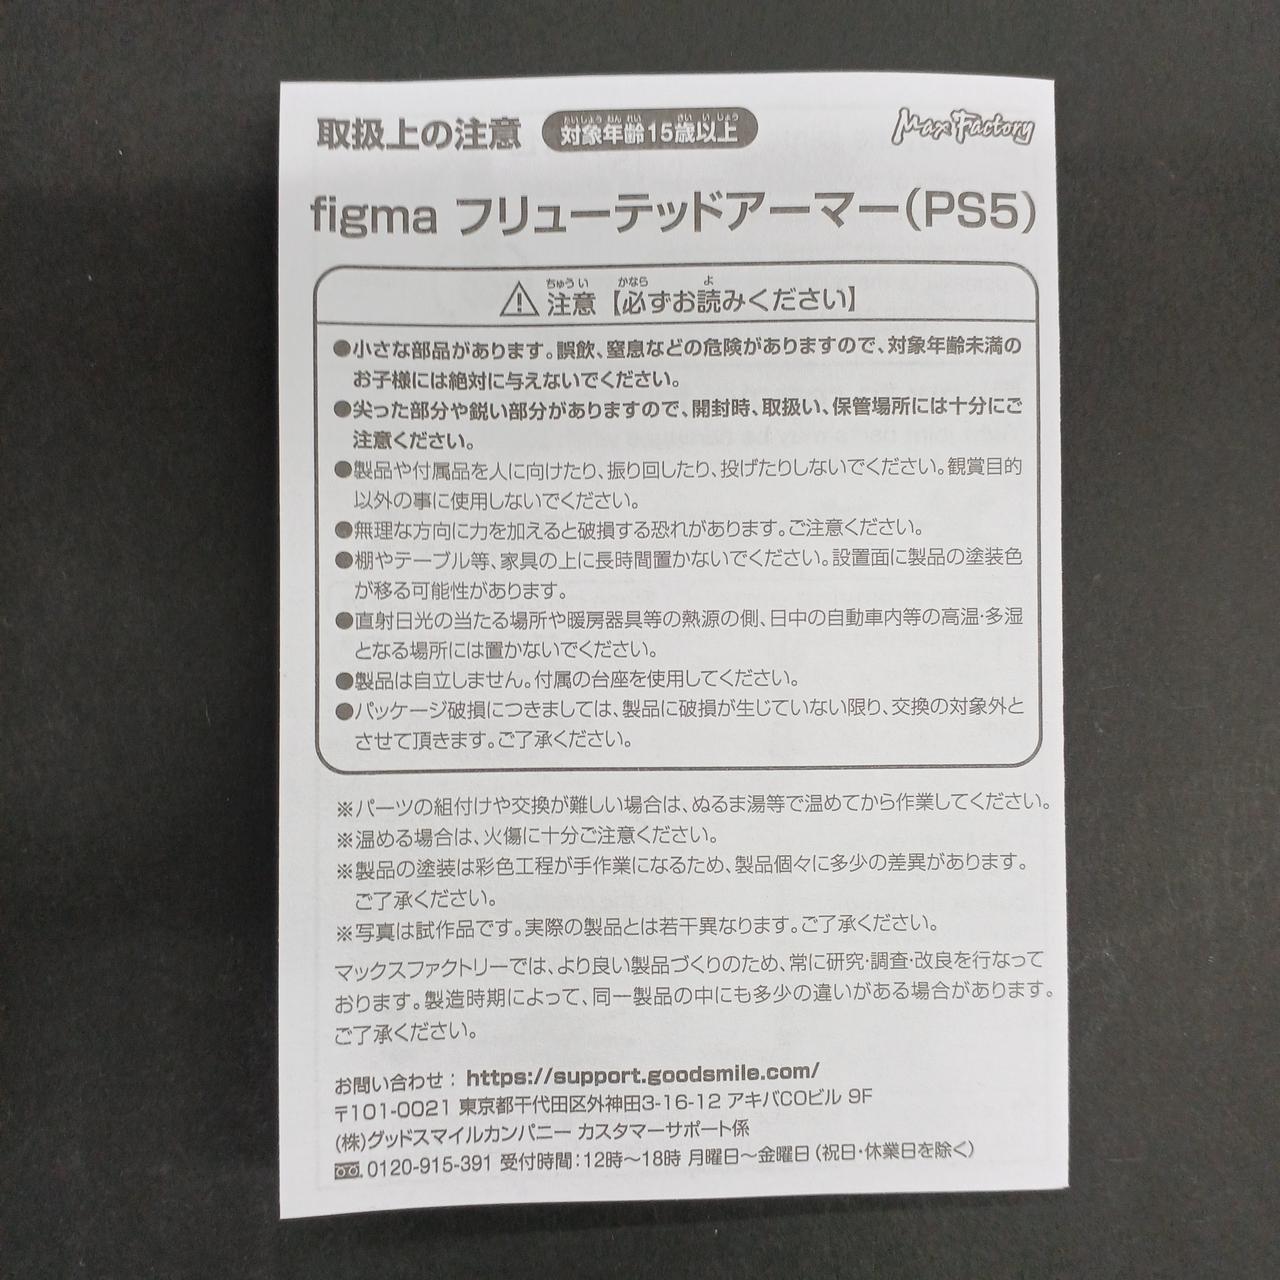 取扱上の注意 対象年齢15歳以上 Max Factory
たいしょうねんれい さいいじょう
figma フリューテッドアーマー(PS5)
ちゅうい かなら よ
⚠注意【必ずお読みください】
●小さな部品があります。誤飲、窒息などの危険がありますので、対象年齢未満の
お子様には絶対に与えないでください。
●尖った部分や鋭い部分がありますので、開封時、取扱い、保管場所には十分にご
注意ください。
●製品や付属品を人に向けたり、振り回したり、投げたりしないでください。観賞目的
以外の事に使用しないでください。
●無理な方向に力を加えると破損する恐れがあります。ご注意ください。
●棚やテーブル等、家具の上に長時間置かないでください。設置面に製品の塗装色
が移る可能性があります。
●直射日光の当たる場所や暖房器具等の熱源の側、日中の自動車内等の高温・多湿
となる場所には置かないでください。
●製品は自立しません。付属の台座を使用してください。
●パッケージ破損につきましては、製品に破損が生じていない限り、交換の対象外と
させて頂きます。ご了承ください。
※パーツの組付けや交換が難しい場合は、ぬるま湯等で温めてから作業してください。
※温める場合は、火傷に十分ご注意ください。
※製品の塗装は彩色工程が手作業になるため、製品個々に多少の差異があります。
ご了承ください。
※写真は試作品です。実際の製品とは若干異なります。ご了承ください。
マックスファクトリーでは、より良い製品づくりのため、常に研究・調査・改良を行なって
おります。製造時期によって、同一製品の中にも多少の違いがある場合があります。
ご了承ください。
お問い合わせ：https://support.goodsmile.com/
〒101-0021 東京都千代田区外神田3-16-12 アキバCOビル 9F
(株)グッドスマイルカンパニー カスタマーサポート係
0120-915-391 受付時間：12時～18時 月曜日～金曜日（祝日・休業日を除く）